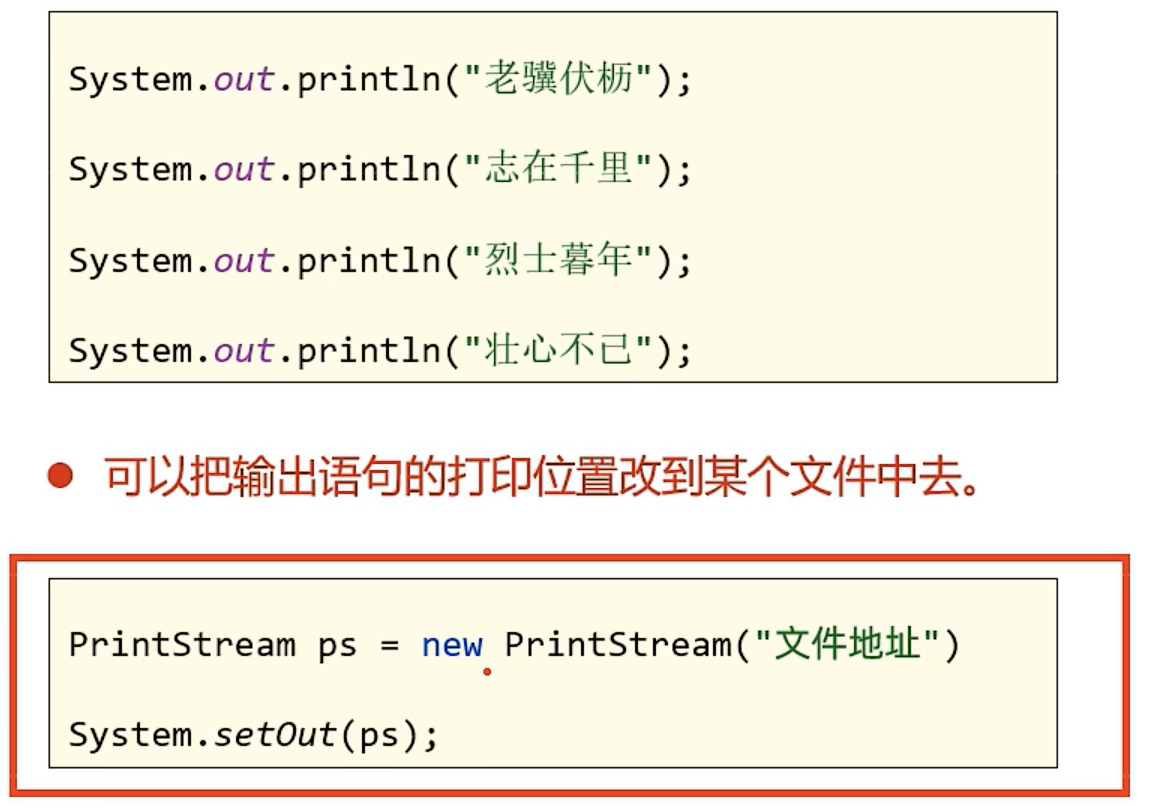 System.out.println("老骥伏枥");
System.out.println("志在千里");
System.out.println("烈士暮年");
System.out.println("壮心不已");
● 可以把输出语句的打印位置改到某个文件中去。
PrintStream ps = new PrintStream("文件地址")
System.setOut(ps);